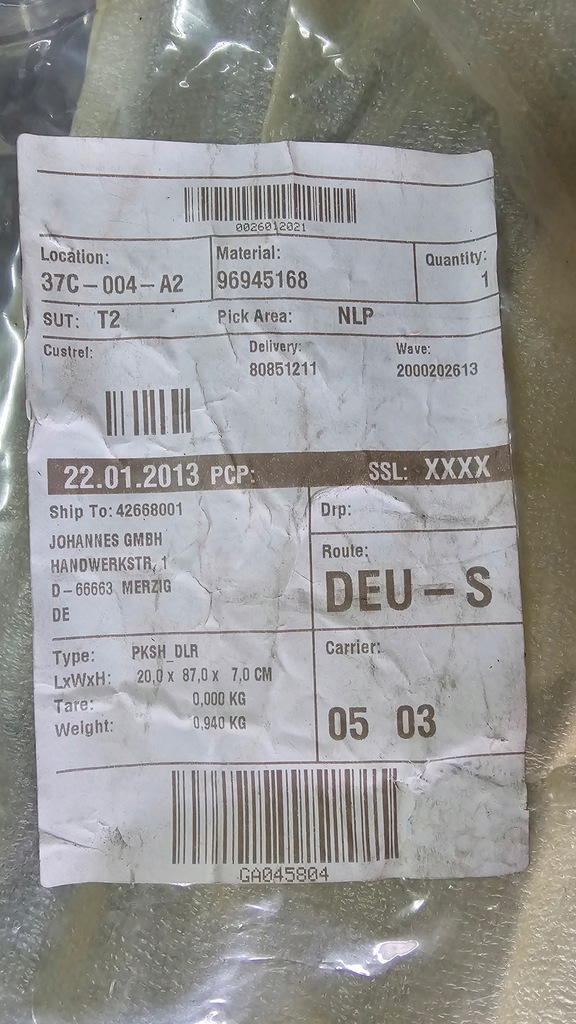 0026012021
Location: Material: Quantity:
37C-004-A2 96945168 1
SUT: T2 Pick Area: NLP
Custref: Delivery: Wave:
80851211 2000202613
22.01.2013 PCP: SSL: XXXX
Ship To: 42668001 Drp:
JOHANNES GMBH
HANDWERKSTR, 1 Route:
D-66663 MERZIG DEU-S
DE
Type: PKSH_DLR Carrier:
LxWxH: 20,0 x 87,0 x 7,0 CM
Tare: 0,000 KG
Weight: 0,940 KG 05 03
GA045804